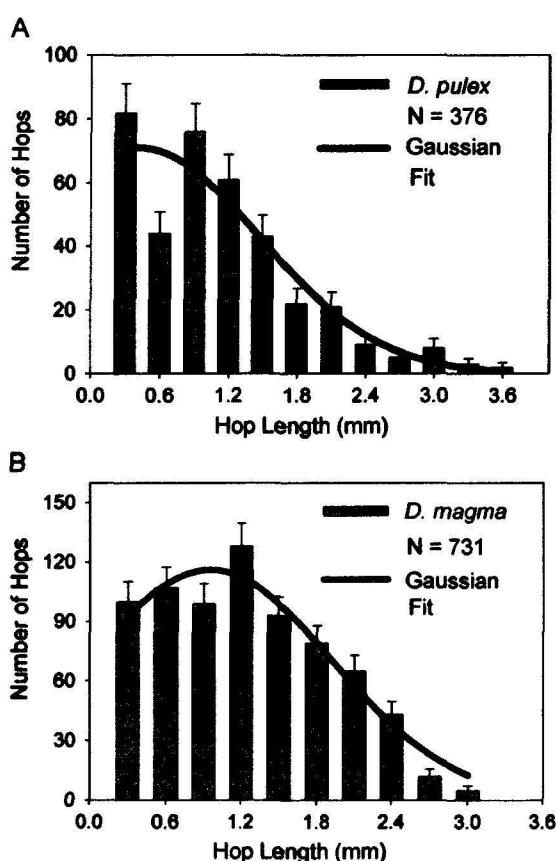 A
100
80
60
40
20
0
Number of Hops
D. pulex
N = 376
Gaussian
Fit
0.0 0.6 1.2 1.8 2.4 3.0 3.6
Hop Length (mm)
B
150
120
90
60
30
0
Number of Hops
D. magma
N = 731
Gaussian
Fit
0.0 0.6 1.2 1.8 2.4 3.0 3.6
Hop Length (mm)